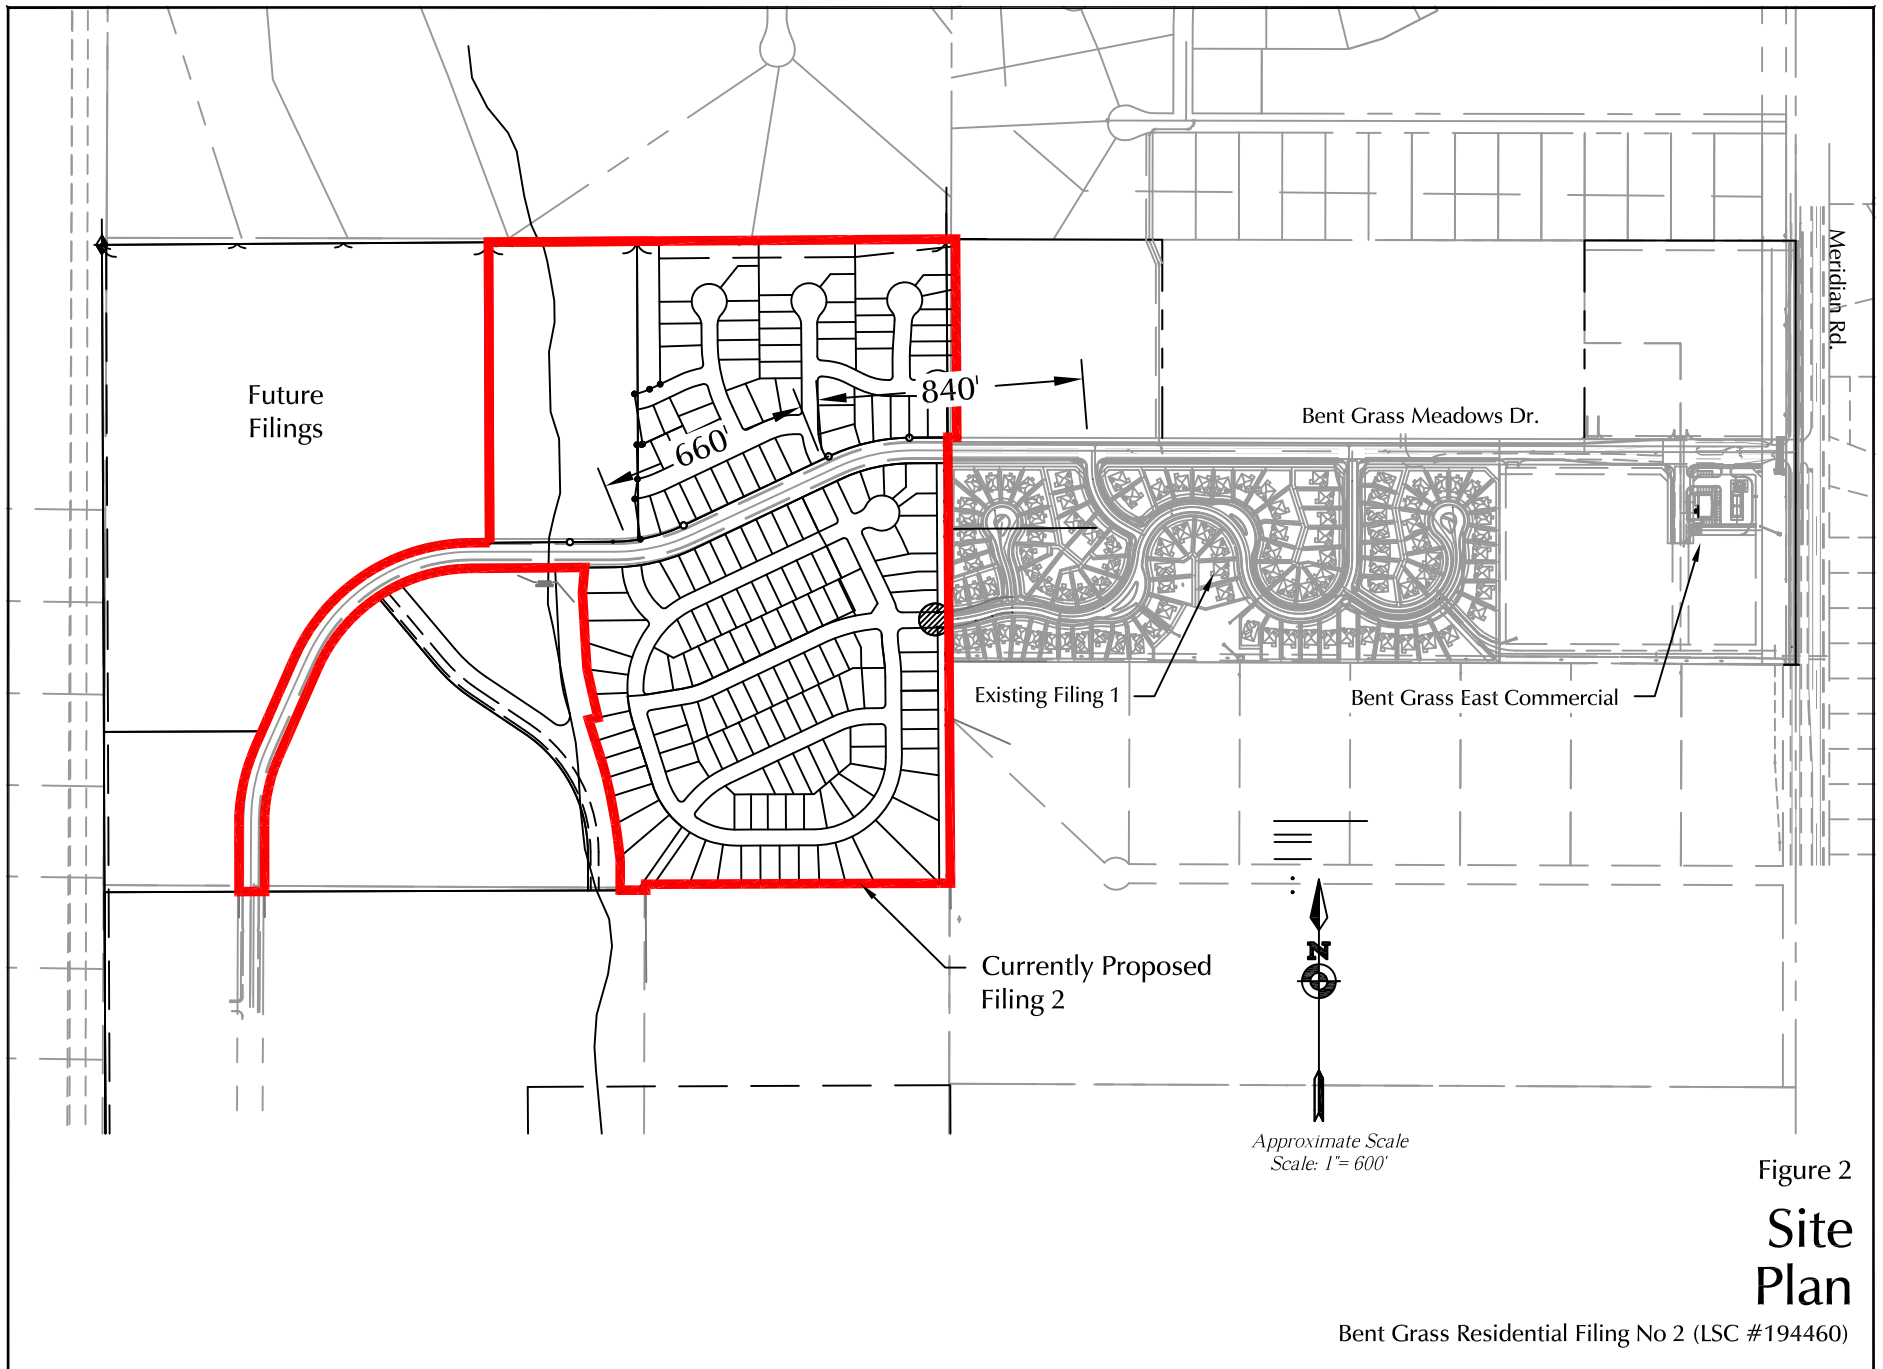 Meridian Rd.
Future
Filings
840'
Bent Grass Meadows Dr.
660'
Existing Filing 1
Bent Grass East Commercial
Currently Proposed
Filing 2
N
Approximate Scale
Scale: 1"= 600'
Figure 2
Site
Plan
Bent Grass Residential Filing No 2 (LSC #194460)